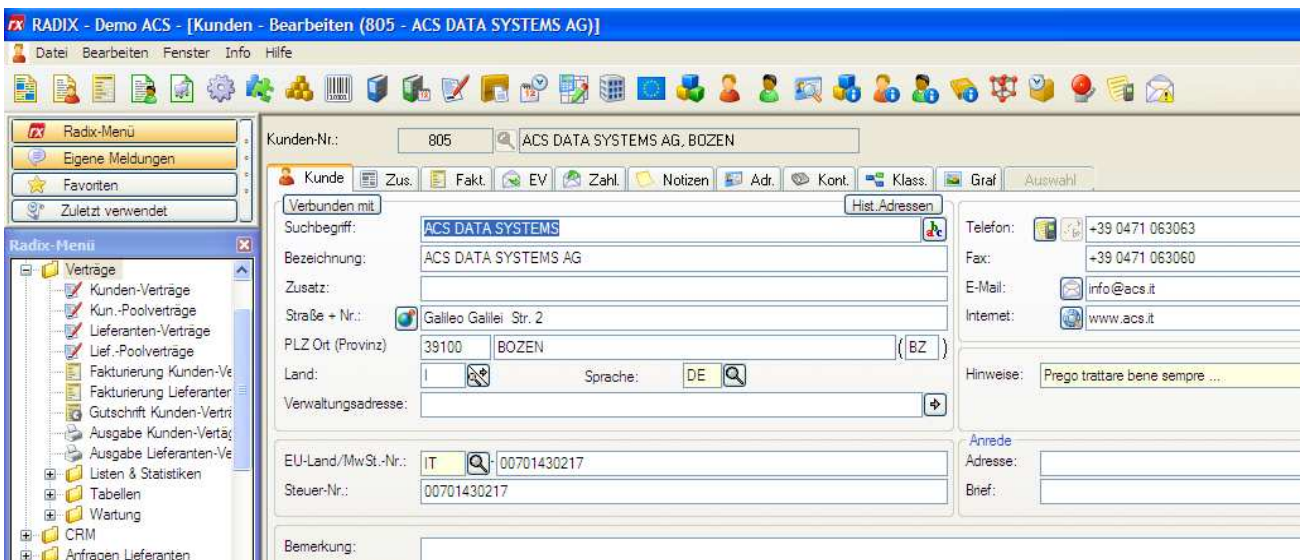 RADIX - Demo ACS - [Kunden - Bearbeiten (805 - ACS DATA SYSTEMS AG)]
Datei Bearbeiten Fenster Info Hilfe
Radix-Menü
Eigene Meldungen
Favoriten
Zuletzt verwendet
Radix-Menü
Verträge
Kunden-Verträge
Kun.-Poolverträge
Lieferanten-Verträge
Lief.-Poolverträge
Fakturierung Kunden-Ve
Fakturierung Lieferanter
Gutschrift Kunden-Verträ
Ausgabe Kunden-Vertäg
Ausgabe Lieferanten-Ve
Listen & Statistiken
Tabellen
Wartung
CRM
Anfragen Lieferanten
Kunden-Nr.: 805 ACS DATA SYSTEMS AG, BOZEN
Kunde Zus. Fakt. EV Zahl. Notizen Adr. Kont. Klass. Graf Auswahl
Verbunden mit Hist.Adressen
Suchbegriff: ACS DATA SYSTEMS
Bezeichnung: ACS DATA SYSTEMS AG
Zusatz:
Straße + Nr.: Galileo Galilei Str. 2
PLZ Ort (Provinz) 39100 BOZEN ( BZ )
Land: I Sprache: DE
Verwaltungsadresse:
EU-Land/MwSt.-Nr.: IT - 00701430217
Steuer-Nr.: 00701430217
Bemerkung:
Telefon: +39 0471 063063
Fax: +39 0471 063060
E-Mail: info@acs.it
Internet: www.acs.it
Hinweise: Prego trattare bene sempre ...
Anrede
Adresse:
Brief: